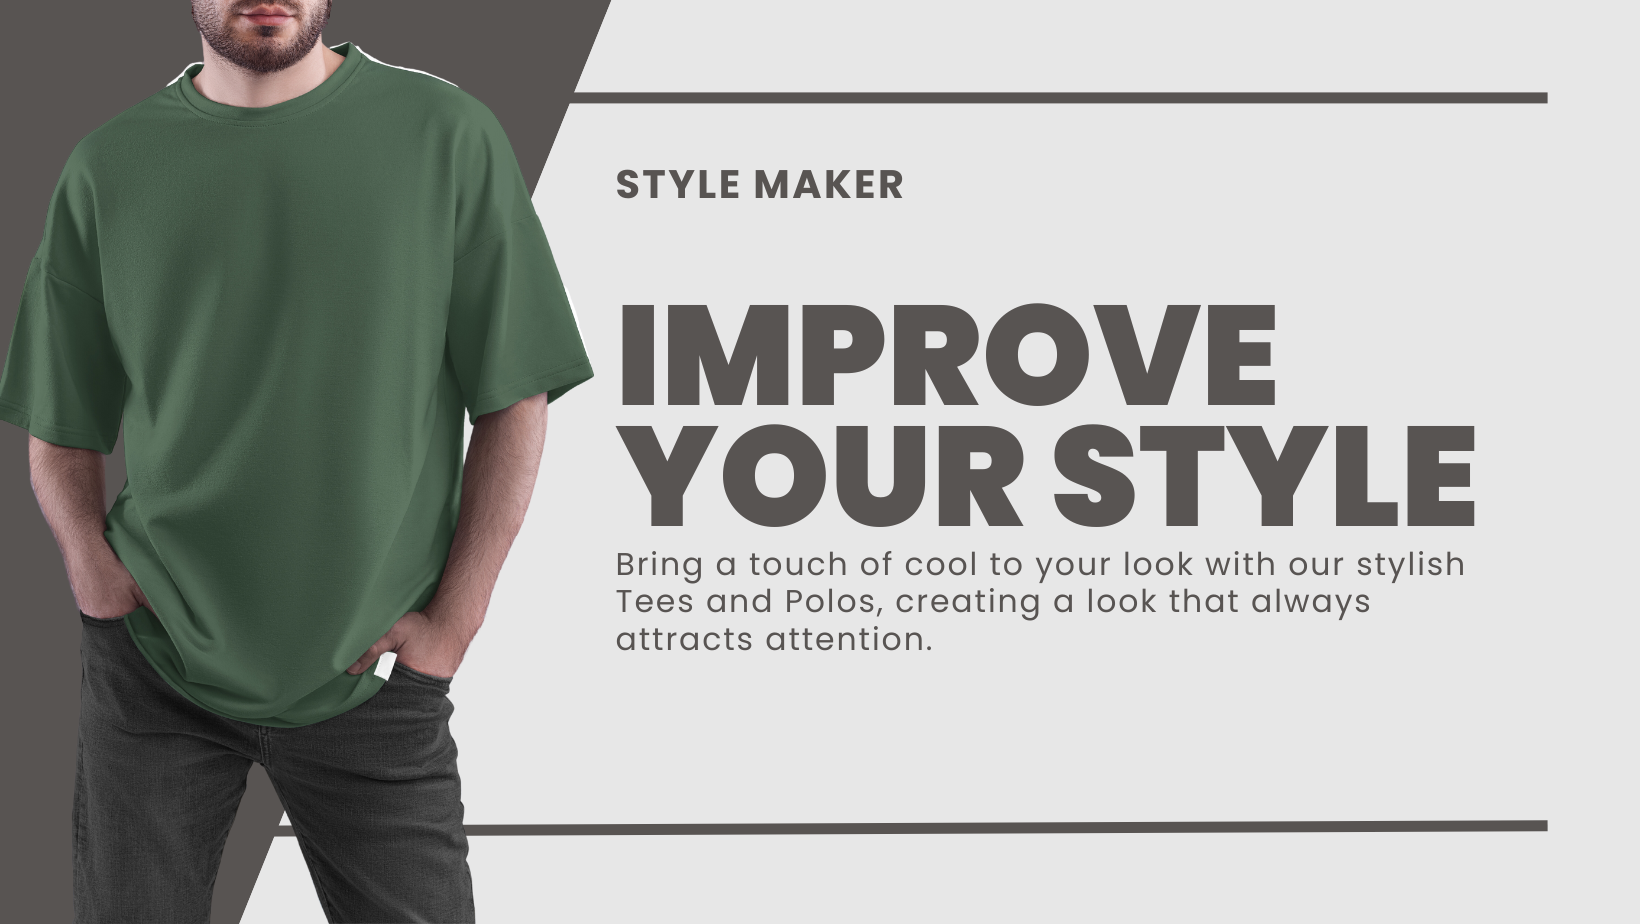 STYLE MAKER
IMPROVE
YOUR STYLE
Bring a touch of cool to your look with our stylish
Tees and Polos, creating a look that always
attracts attention.